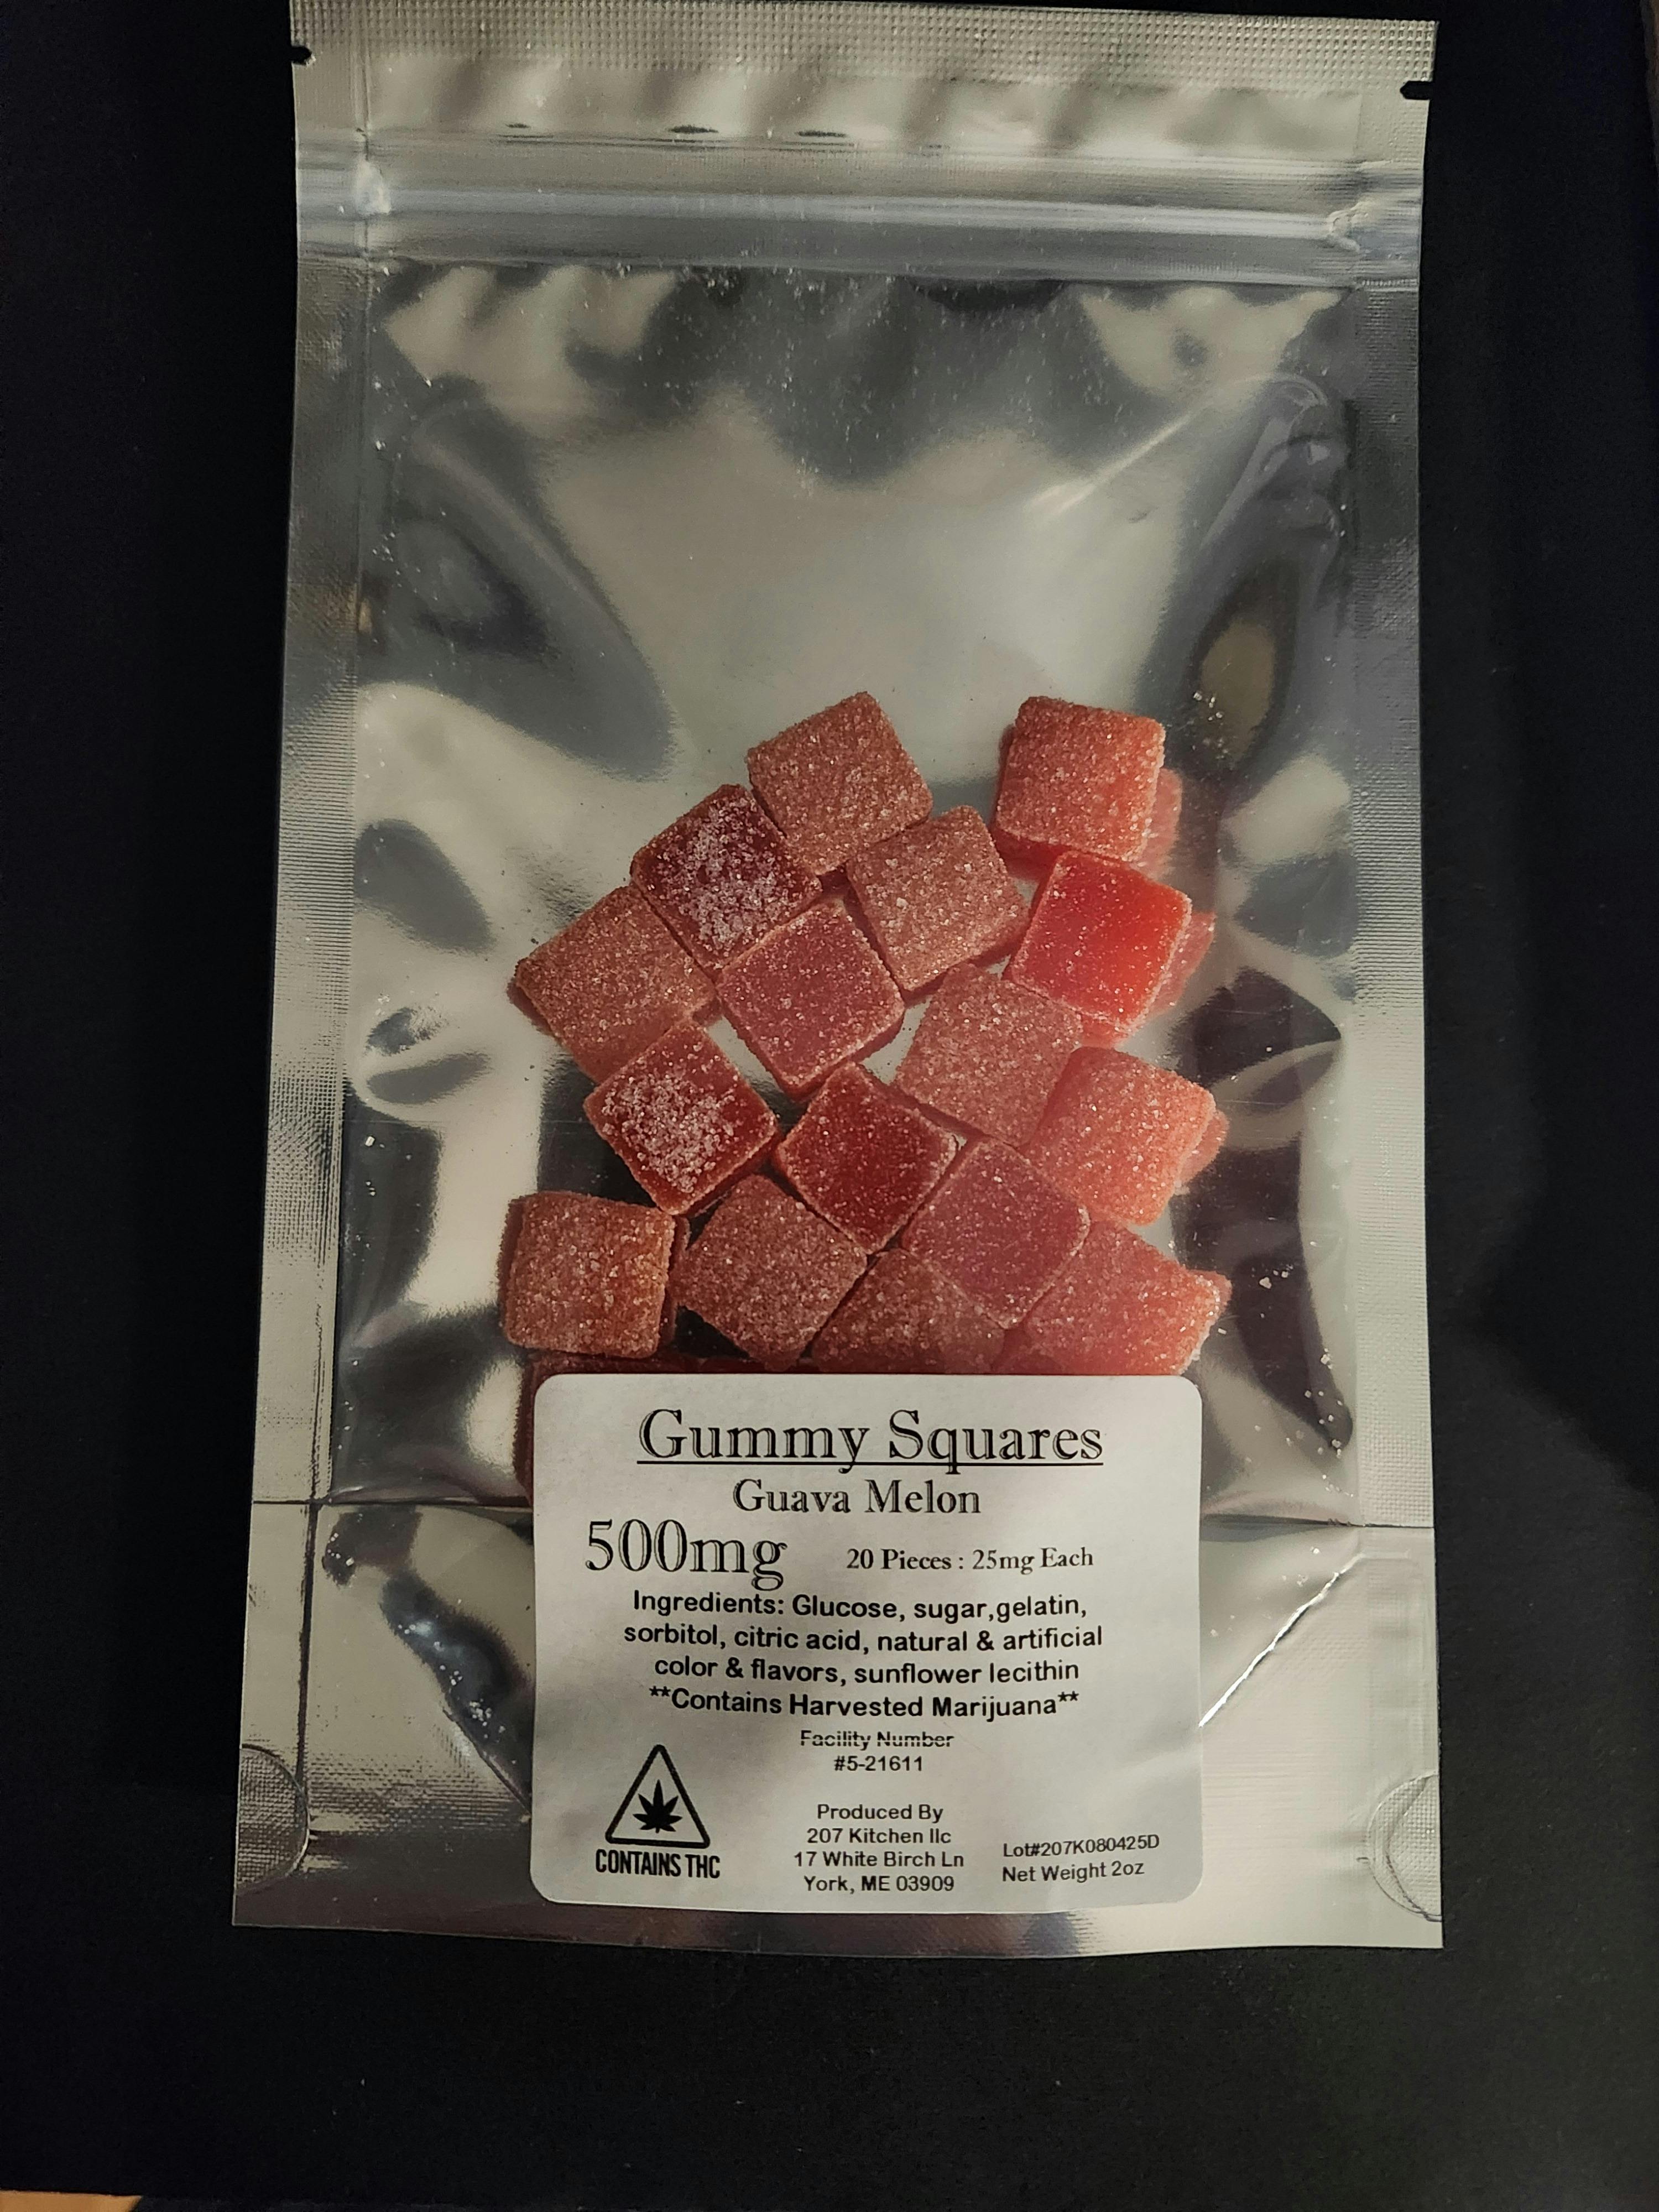 Gummy Squares
Guava Melon
500mg 20 Pieces : 25mg Each
Ingredients: Glucose, sugar,gelatin,
sorbitol, citric acid, natural & artificial
color & flavors, sunflower lecithin
**Contains Harvested Marijuana**
Facility Number
#5-21611
CONTAINS THC
Produced By
207 Kitchen llc
17 White Birch Ln
York, ME 03909
Lot#207K080425D
Net Weight 2oz